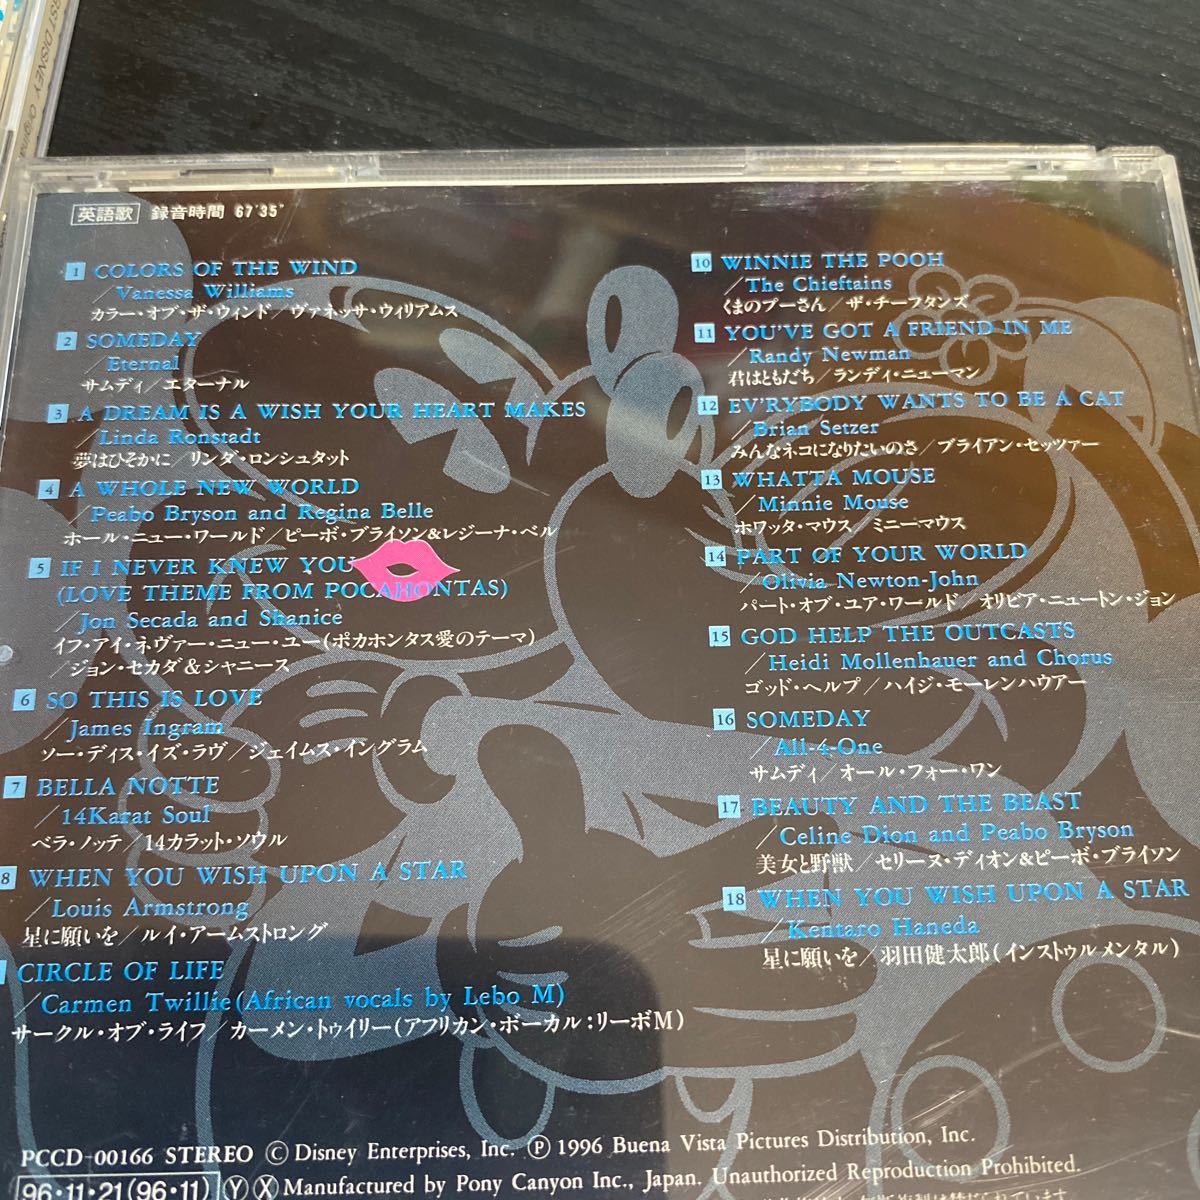 英語歌 録音時間 67'35"
1 COLORS OF THE WIND
/Vanessa Williams
カラー・オブ・ザ・ウィンド/ヴァネッサ・ウィリアムス
2 SOMEDAY
/Eternal
サムディ/エターナル
3 A DREAM IS A WISH YOUR HEART MAKES
/Linda Ronstadt
夢はひそかに/リンダ・ロンシュタット
4 A WHOLE NEW WORLD
/Peabo Bryson and Regina Belle
ホール・ニュー・ワールド/ピーボ・ブライソン&レジーナ・ベル
5 IF I NEVER KNEW YOU
(LOVE THEME FROM POCAHONTAS)
/Jon Secada and Shanice
イフ・アイ・ネヴァー・ニュー・ユー(ポカホンタス愛のテーマ)
/ジョン・セカダ&シャニース
6 SO THIS IS LOVE
/James Ingram
ソー・ディス・イズ・ラヴ/ジェイムス・イングラム
7 BELLA NOTTE
/14Karat Soul
ベラ・ノッテ/14カラット・ソウル
8 WHEN YOU WISH UPON A STAR
/Louis Armstrong
星に願いを/ルイ・アームストロング
CIRCLE OF LIFE
/Carmen Twillie(African vocals by Lebo M)
サークル・オブ・ライフ/カーメン・トゥイリー(アフリカン・ボーカル:リーボM)
10 WINNIE THE POOH
/The Chieftains
くまのプーさん/ザ・チーフタンズ
11 YOU'VE GOT A FRIEND IN ME
/Randy Newman
君はともだち/ランディ・ニューマン
12 EV'RYBODY WANTS TO BE A CAT
/Brian Setzer
みんなネコになりたいのさ/ブライアン・セッツァー
13 WHATTA MOUSE
/Minnie Mouse
ホワッタ・マウス ミニーマウス
14 PART OF YOUR WORLD
/Olivia Newton-John
パート・オブ・ユア・ワールド/オリビア・ニュートン・ジョン
15 GOD HELP THE OUTCASTS
/Heidi Mollenhauer and Chorus
ゴッド・ヘルプ/ハイジ・モーレンハウアー
16 SOMEDAY
/All-4-One
サムディ/オール・フォー・ワン
17 BEAUTY AND THE BEAST
/Celine Dion and Peabo Bryson
美女と野獣/セリーヌ・ディオン&ピーボ・ブライソン
18 WHEN YOU WISH UPON A STAR
/Kentaro Haneda
星に願いを/羽田健太郎(インストゥルメンタル)
PCCD-00166 STEREO Ⓒ Disney Enterprises, Inc. Ⓟ 1996 Buena Vista Pictures Distribution, Inc.
96・11・21(96・11) Ⓨ Ⓧ Manufactured by Pony Canyon Inc., Japan. Unauthorized Reproduction Prohibited.
DISNEY